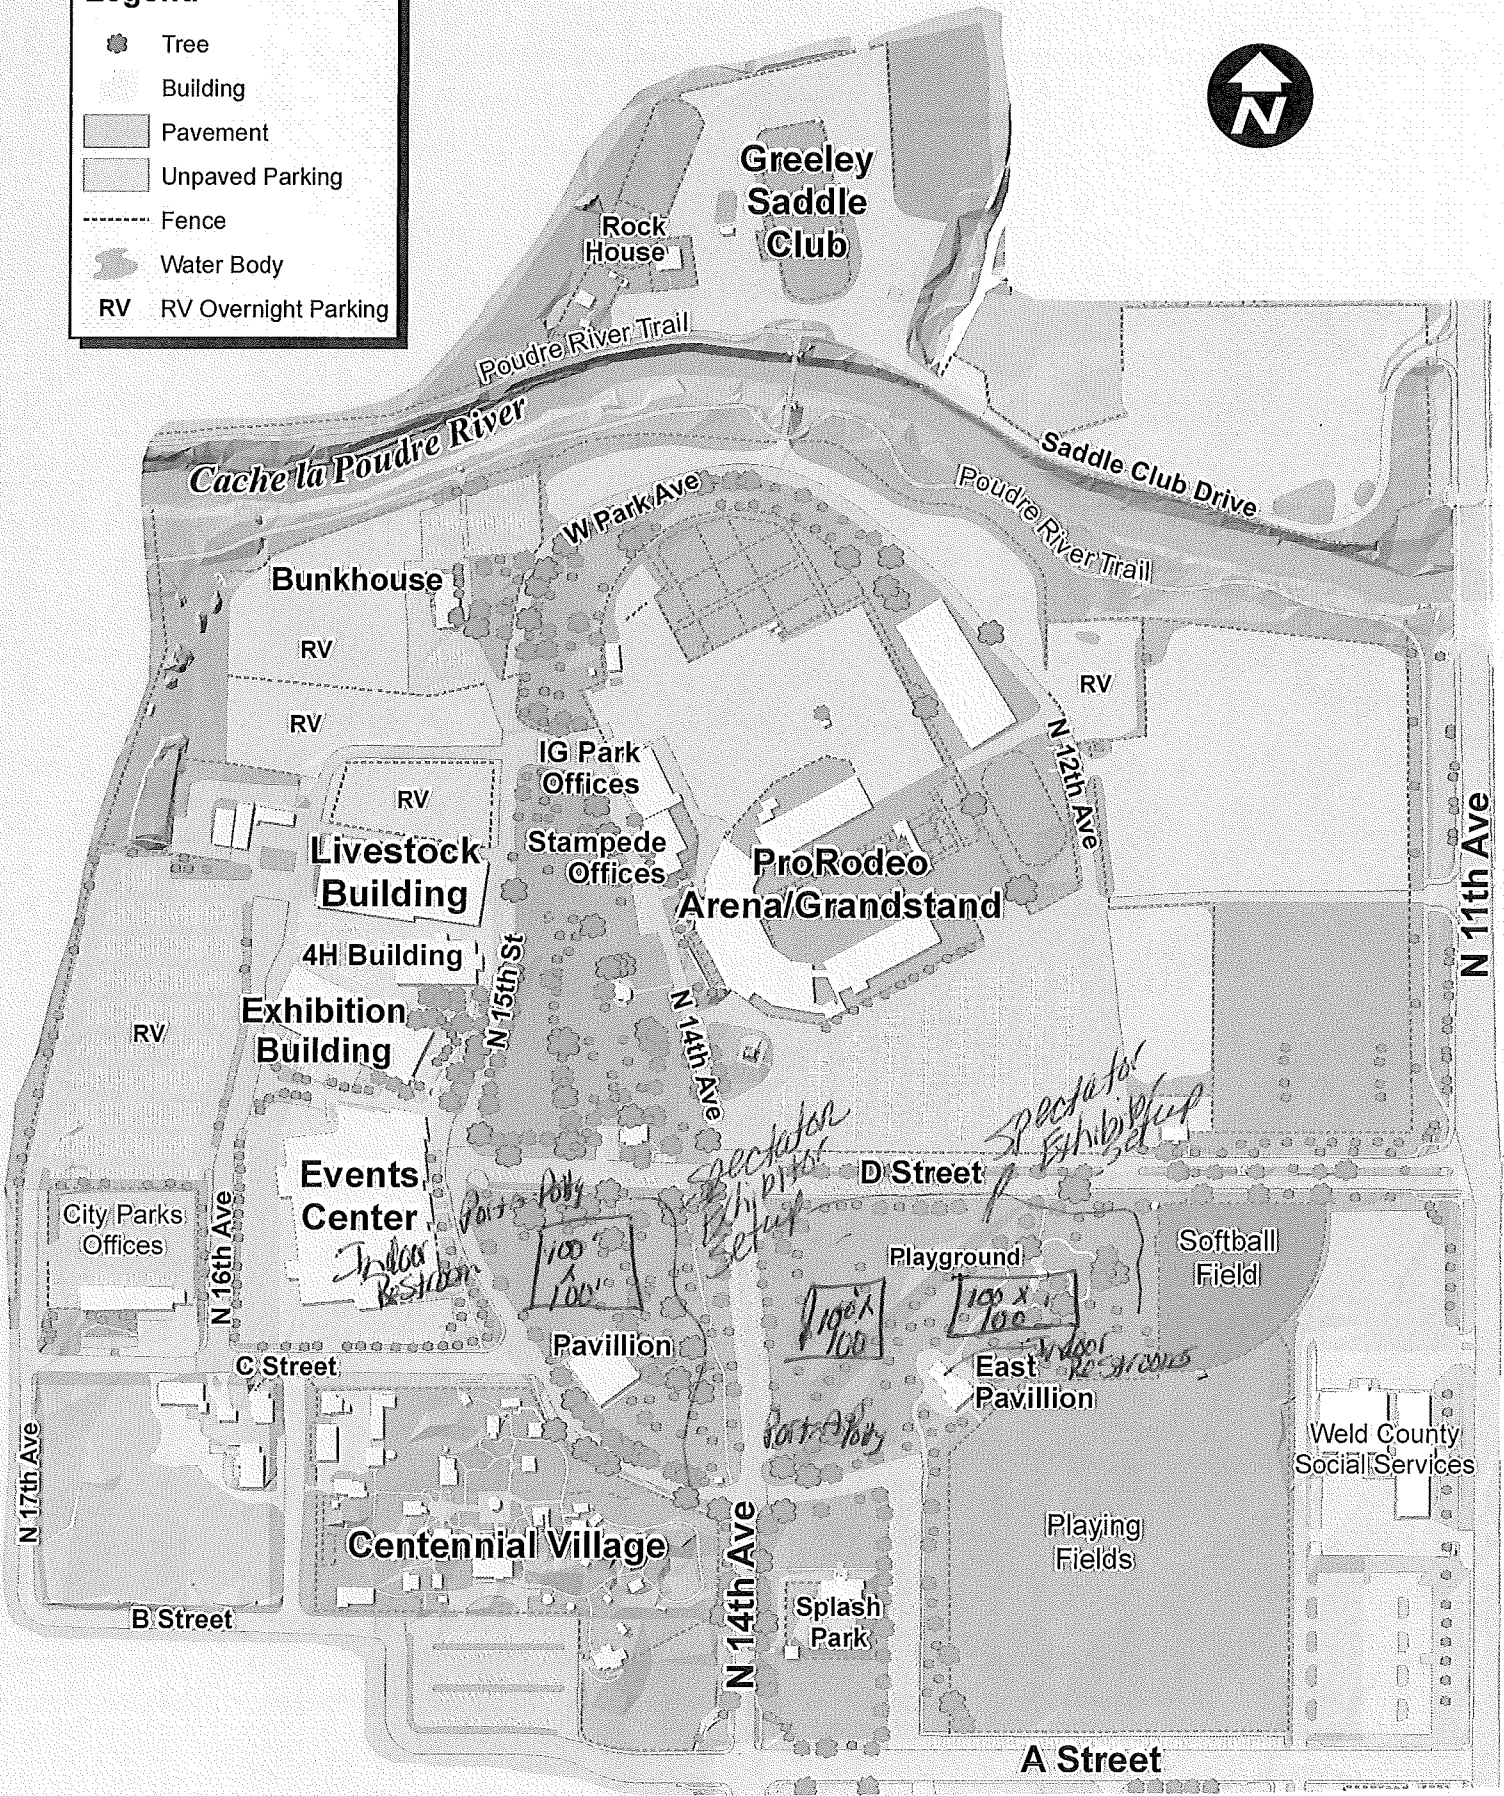 Legend:
Tree
Building
Pavement
Unpaved Parking
Fence
Water Body
RV RV Overnight Parking
N
Greeley
Saddle
Club
Rock
House
Poudre River Trail
Cache la Poudre River
Saddle Club Drive
Poudre River Trail
W Park Ave
Bunkhouse
RV
RV
RV
RV
IG Park
Offices
N 12th Ave
Livestock
Building
Stampede
Offices
ProRodeo
Arena/Grandstand
N 11th Ave
4H Building
N 15th St
Exhibition
Building
RV
N 14th Ave
Spectator
Exhibitor
Setup
Spectator
Exhibitor
Setup
D Street
Events
Center
Indoor
Restroom
Port-a-Potty
100'
X
100'
City Parks
Offices
N 16th Ave
Playground
Softball
Field
100' X
100
100 X
100
Pavillion
Indoor
Restrooms
East
Pavillion
C Street
Port-A-Potty
Weld County
Social Services
N 17th Ave
Centennial Village
N 14th Ave
Playing
Fields
B Street
Splash
Park
A Street